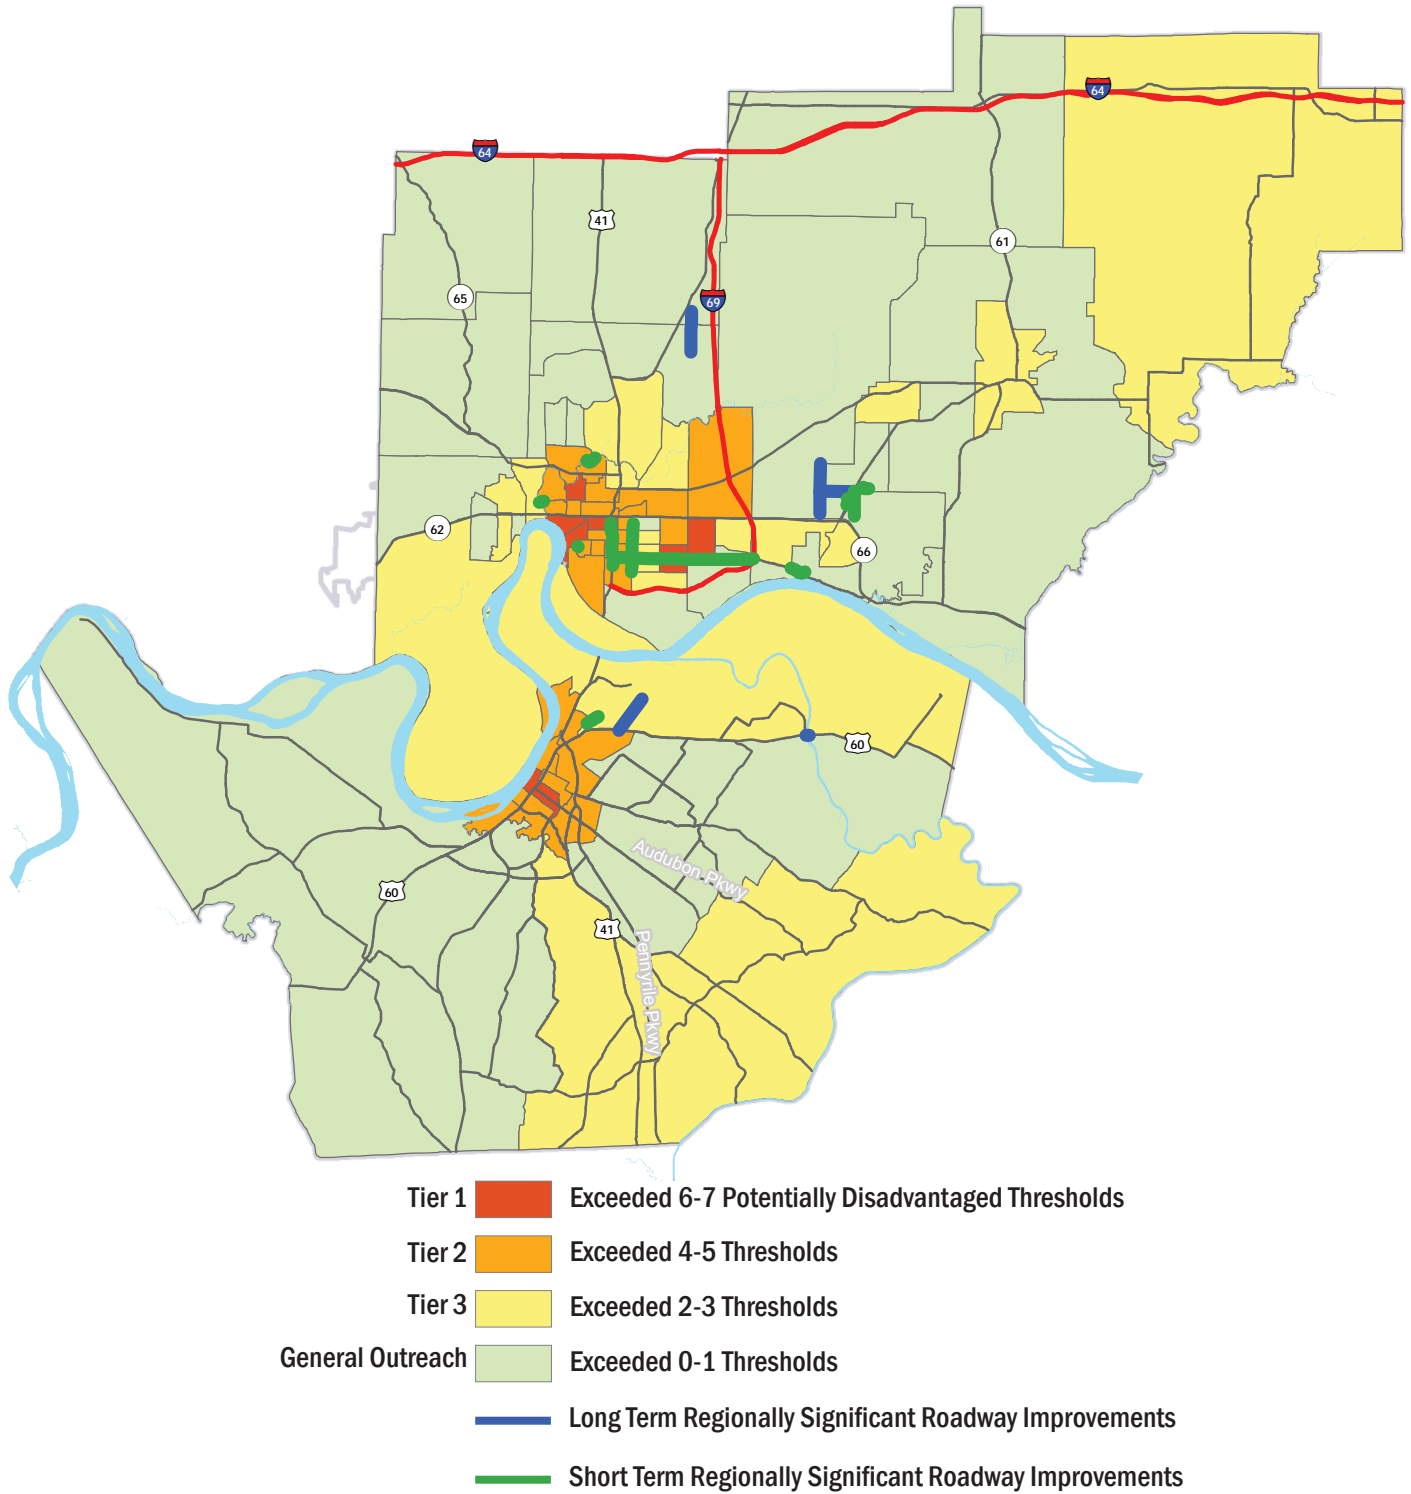 64
64
41
61
65
69
62
66
60
Audubon Pkwy
60
41
Pennyrile Pkwy
Tier 1 Exceeded 6-7 Potentially Disadvantaged Thresholds
Tier 2 Exceeded 4-5 Thresholds
Tier 3 Exceeded 2-3 Thresholds
General Outreach Exceeded 0-1 Thresholds
Long Term Regionally Significant Roadway Improvements
Short Term Regionally Significant Roadway Improvements